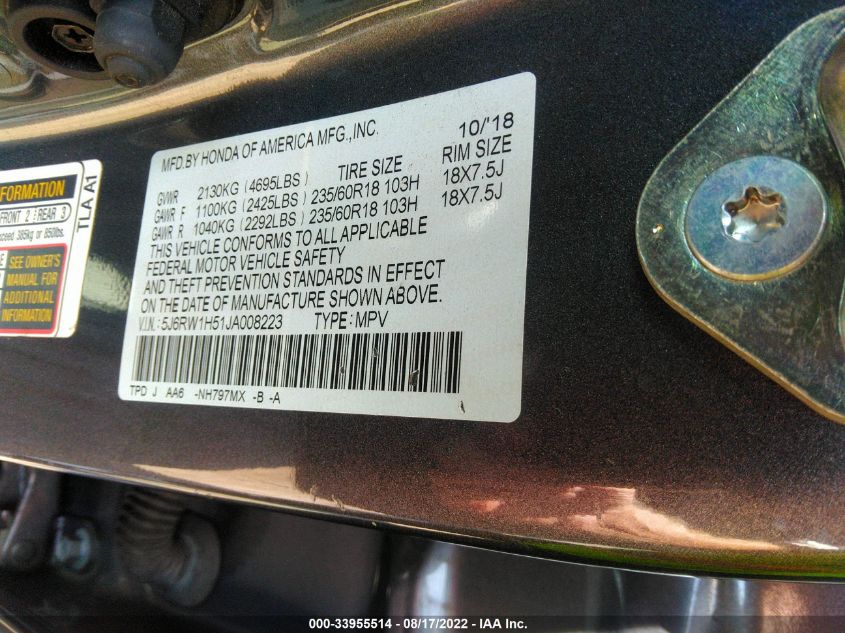 MFD.BY HONDA OF AMERICA MFG.,INC. 10/'18
TIRE SIZE RIM SIZE
GVWR 2130KG (4695LBS)
GAWR F 1100KG (2425LBS) 235/60R18 103H 18X7.5J
GAWR R 1040KG (2292LBS) 235/60R18 103H 18X7.5J
THIS VEHICLE CONFORMS TO ALL APPLICABLE
FEDERAL MOTOR VEHICLE SAFETY
AND THEFT PREVENTION STANDARDS IN EFFECT
ON THE DATE OF MANUFACTURE SHOWN ABOVE.
V.I.N.: 5J6RW1H51JA008223 TYPE: MPV
TPD J AA6 -NH797MX -B -A
FORMATION
FRONT 2 REAR 3
exceed 385kg or 850lbs.
SEE OWNER'S
MANUAL FOR
ADDITIONAL
INFORMATION
TLA A1
000-33955514 - 08/17/2022 - IAA Inc.